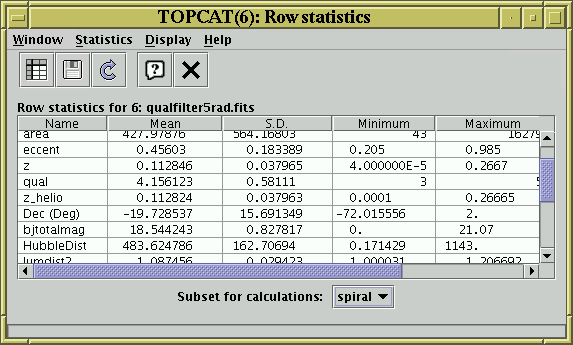 TOPCAT(6): Row statistics
Window Statistics Display Help
Row statistics for 6: qualfilter5rad.fits
Name Mean S.D. Minimum Maximum
area 427.97876 564.16803 43 16279
eccent 0.45603 0.183389 0.205 0.985
z 0.112846 0.037965 4.000000E-5 0.2667
qual 4.156123 0.58111 3 5
z_helio 0.112824 0.037963 0.0001 0.26665
Dec (Deg) -19.728537 15.691349 -72.015556 2.
bjtotalmag 18.544243 0.827817 0. 21.07
HubbleDist 483.624786 162.70694 0.171429 1143.
lumdist? 1.087456 0.029423 1.000031 1.206692
Subset for calculations: spiral